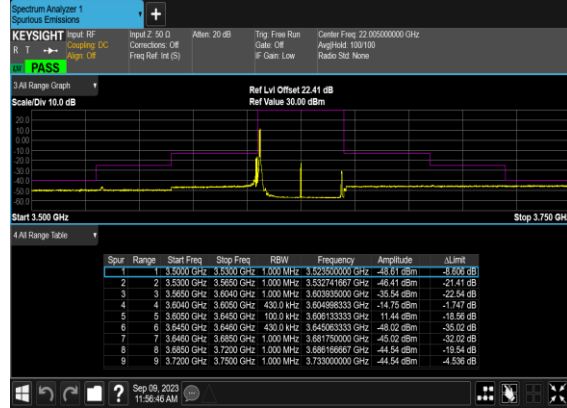 Spectrum Analyzer 1
Spurious Emissions
+
KEYSIGHT Input: RF Input Z: 50 Ω Atten: 20 dB Trig: Free Run Center Freq: 22.005000000 GHz
R T Coupling: DC Corrections: Off Gate: Off Avg|Hold: 100/100
Align: Off Freq Ref: Int (S) IF Gain: Low Radio Std: None
LW PASS
3 All Range Graph
Ref Lvl Offset 22.41 dB
Scale/Div 10.0 dB Ref Value 30.00 dBm
20.0
10.0
0.00
-10.0
-20.0
-30.0
-40.0
-50.0
-60.0
Start 3.500 GHz Stop 3.750 GHz
4 All Range Table
Spur Range Start Freq Stop Freq RBW Frequency Amplitude ΔLimit
1 1 3.5000 GHz 3.5300 GHz 1.000 MHz 3.523500000 GHz -48.61 dBm -8.606 dB
2 2 3.5300 GHz 3.5650 GHz 1.000 MHz 3.532741667 GHz -46.41 dBm -21.41 dB
3 3 3.5650 GHz 3.6040 GHz 1.000 MHz 3.603935000 GHz -35.54 dBm -22.54 dB
4 4 3.6040 GHz 3.6050 GHz 430.0 kHz 3.604998333 GHz -14.75 dBm -1.747 dB
5 5 3.6050 GHz 3.6450 GHz 100.0 kHz 3.606133333 GHz 11.44 dBm -18.56 dB
6 6 3.6450 GHz 3.6460 GHz 430.0 kHz 3.645063333 GHz -48.02 dBm -35.02 dB
7 7 3.6460 GHz 3.6850 GHz 1.000 MHz 3.681750000 GHz -45.02 dBm -32.02 dB
8 8 3.6850 GHz 3.7200 GHz 1.000 MHz 3.686166667 GHz -44.54 dBm -19.54 dB
9 9 3.7200 GHz 3.7500 GHz 1.000 MHz 3.733000000 GHz -44.54 dBm -4.536 dB
? Sep 09, 2023
11:56:46 AM